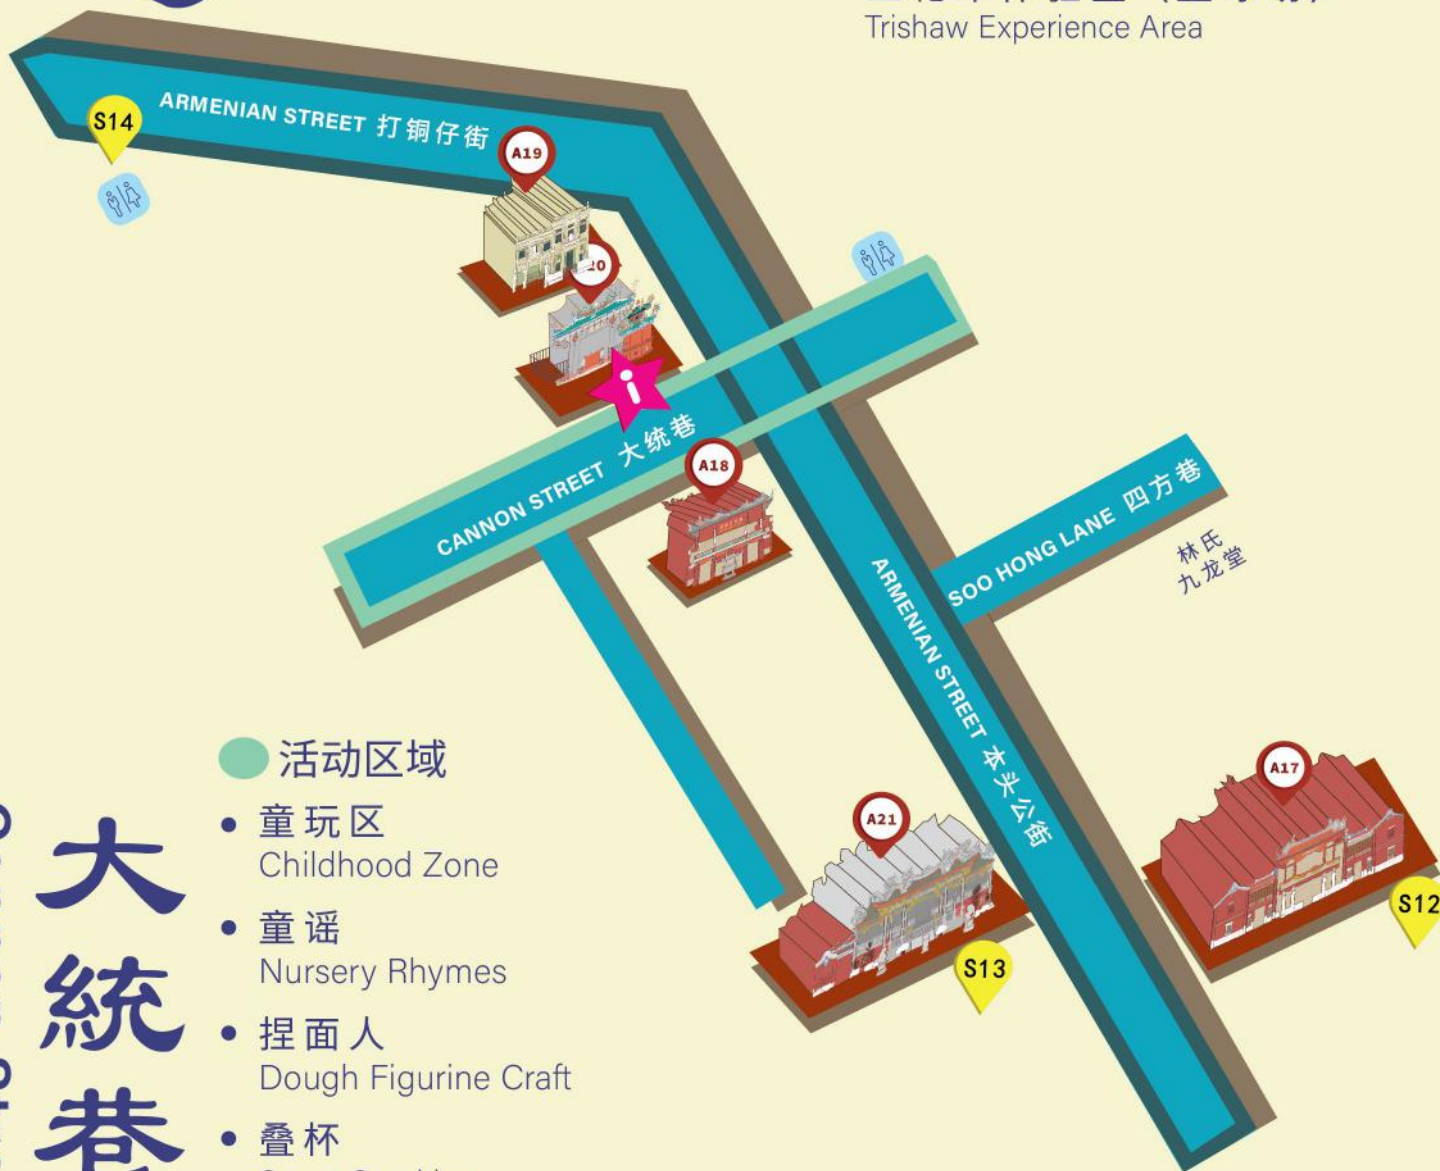 Trishaw Experience Area
S14
ARMENIAN STREET 打铜仔街
A19
20
i
CANNON STREET 大统巷
A18
SOO HONG LANE 四方巷
林氏
九龙堂
ARMENIAN STREET 本头公街
A17
A21
S12
S13
大統巷
活动区域
• 童玩区
Childhood Zone
• 童谣
Nursery Rhymes
• 捏面人
Dough Figurine Craft
• 叠杯